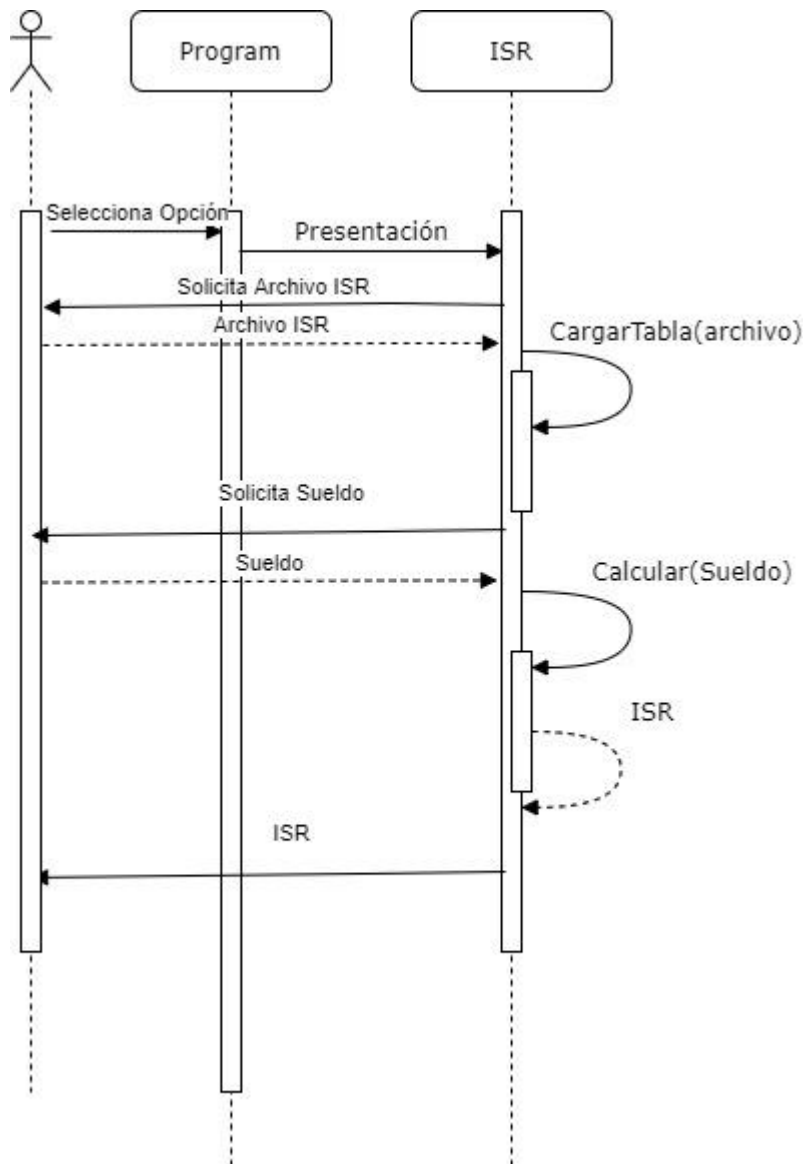 Program
ISR
Selecciona Opción
Presentación
Solicita Archivo ISR
Archivo ISR
CargarTabla(archivo)
Solicita Sueldo
Sueldo
Calcular(Sueldo)
ISR
ISR